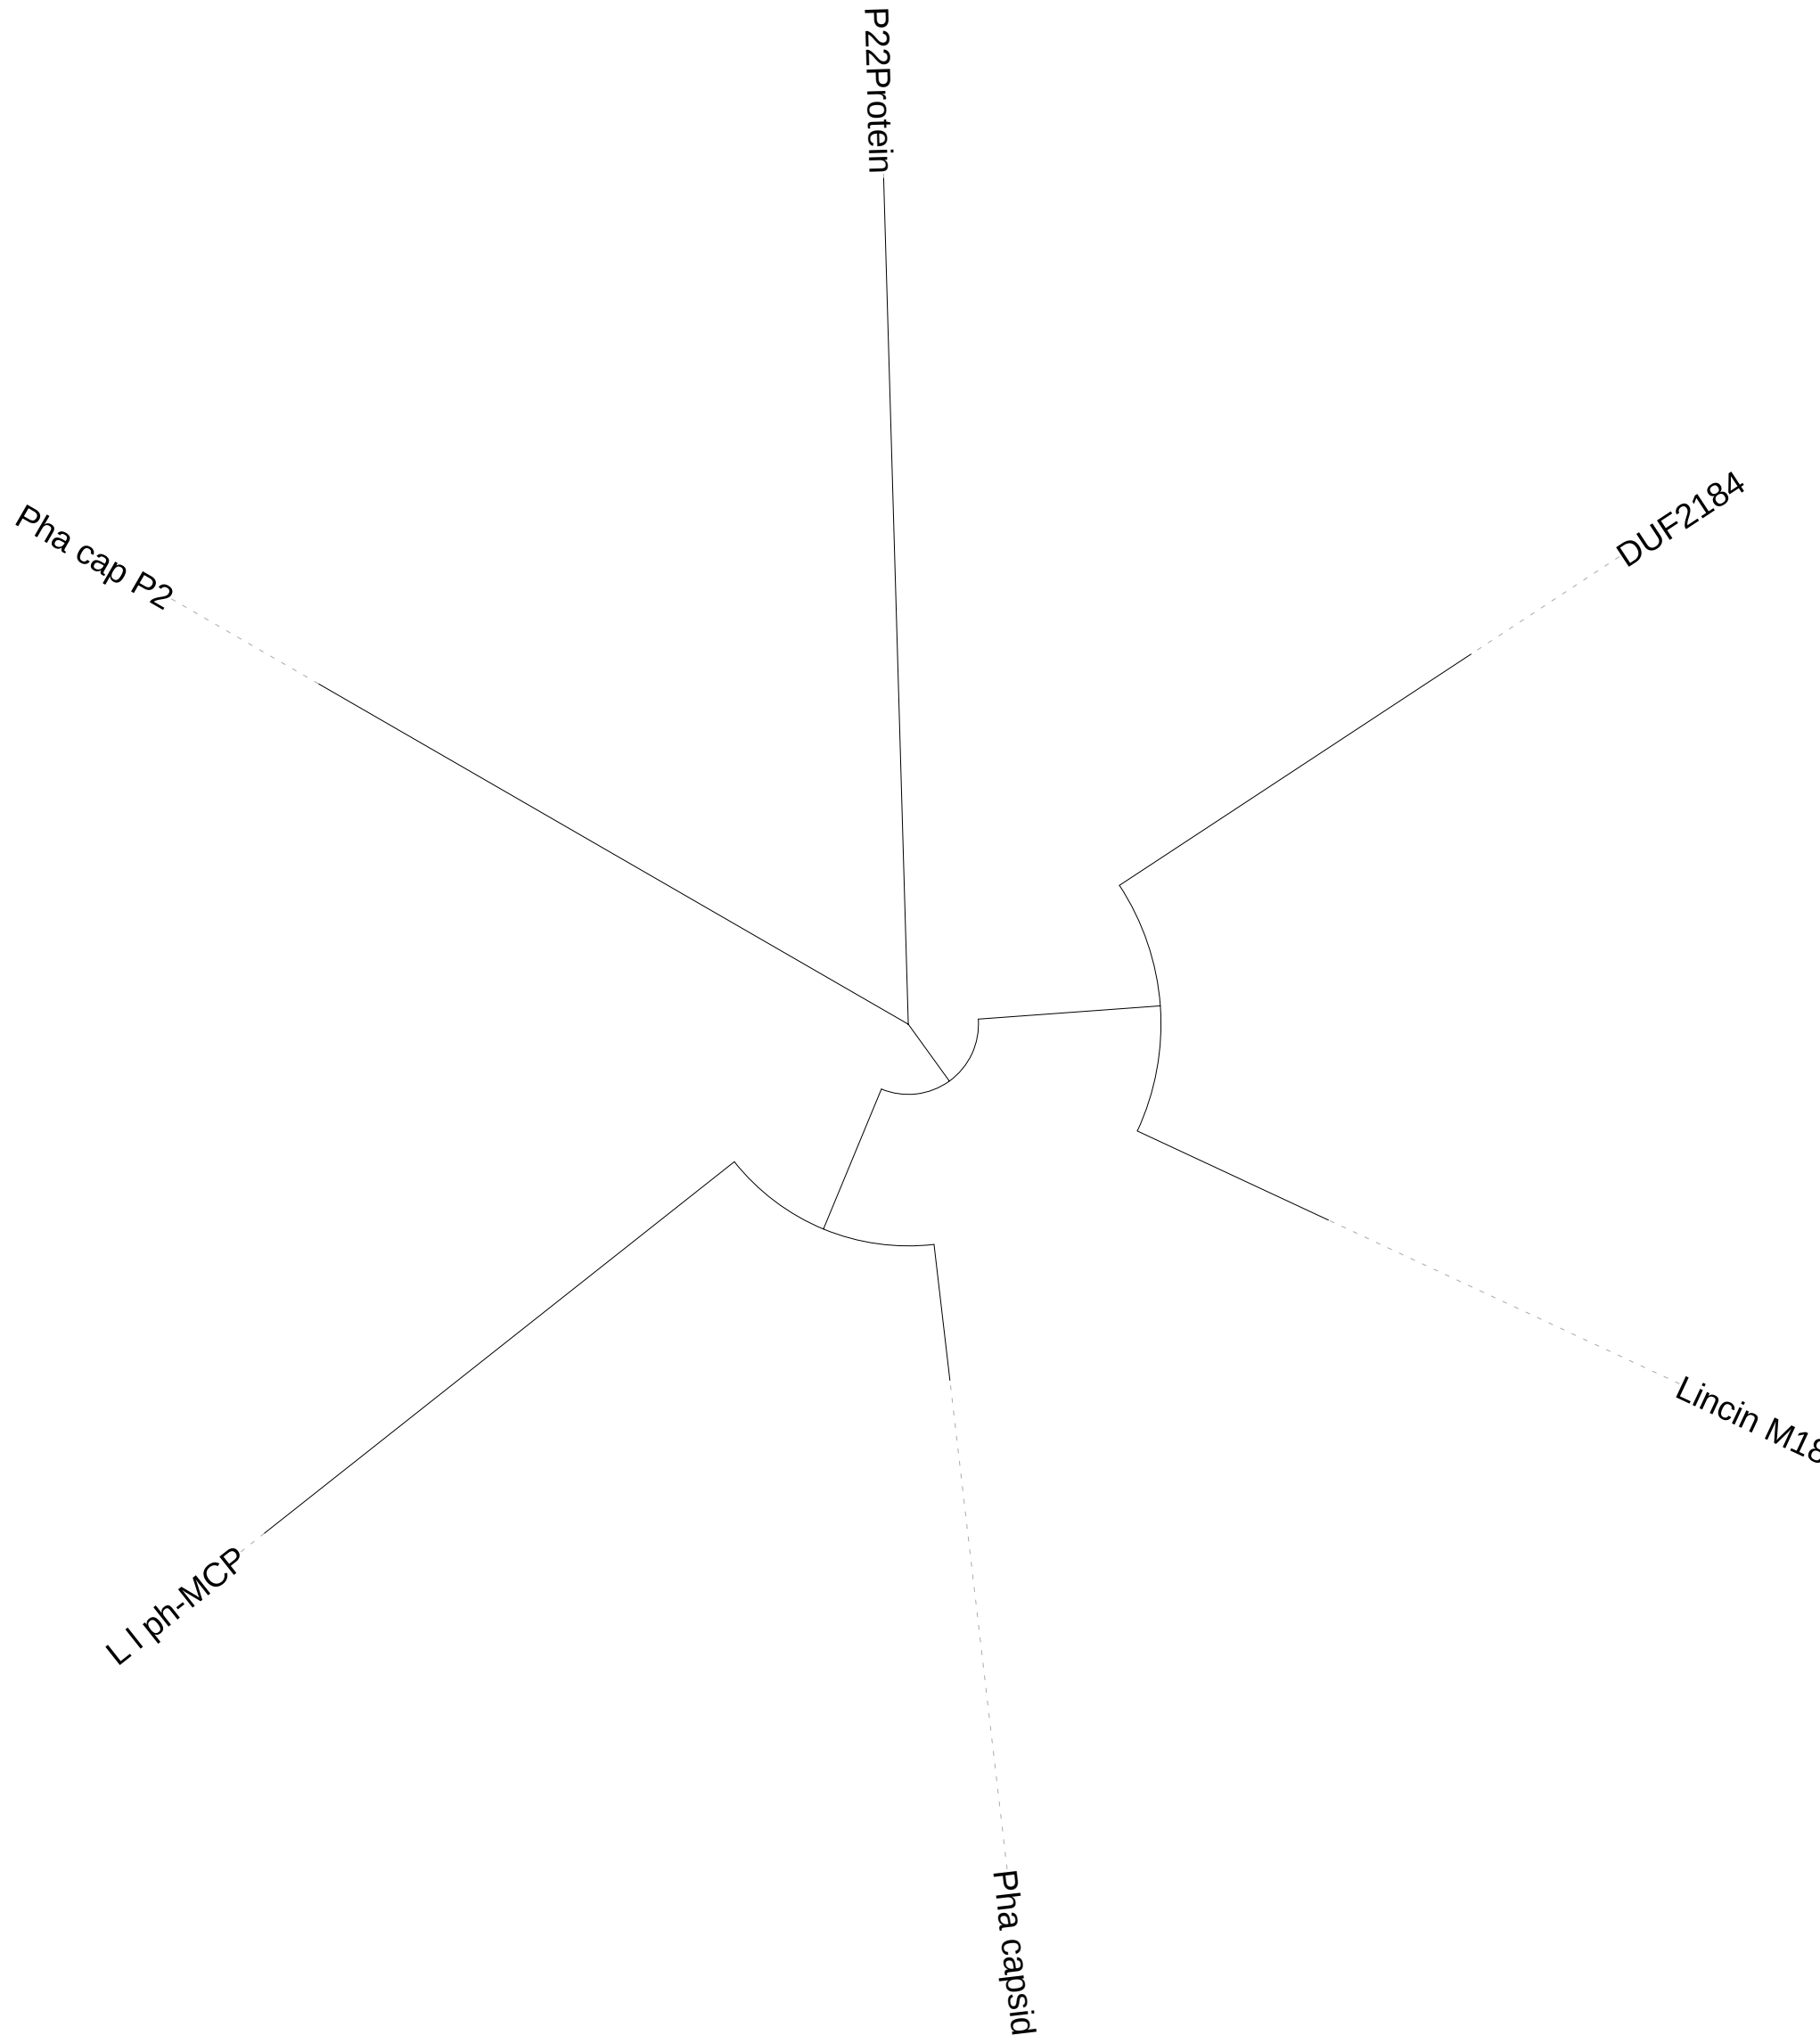 P22Protein
DUF2184
Pha cap P2
Lincin M18
L I ph-MCP
Pha capsid